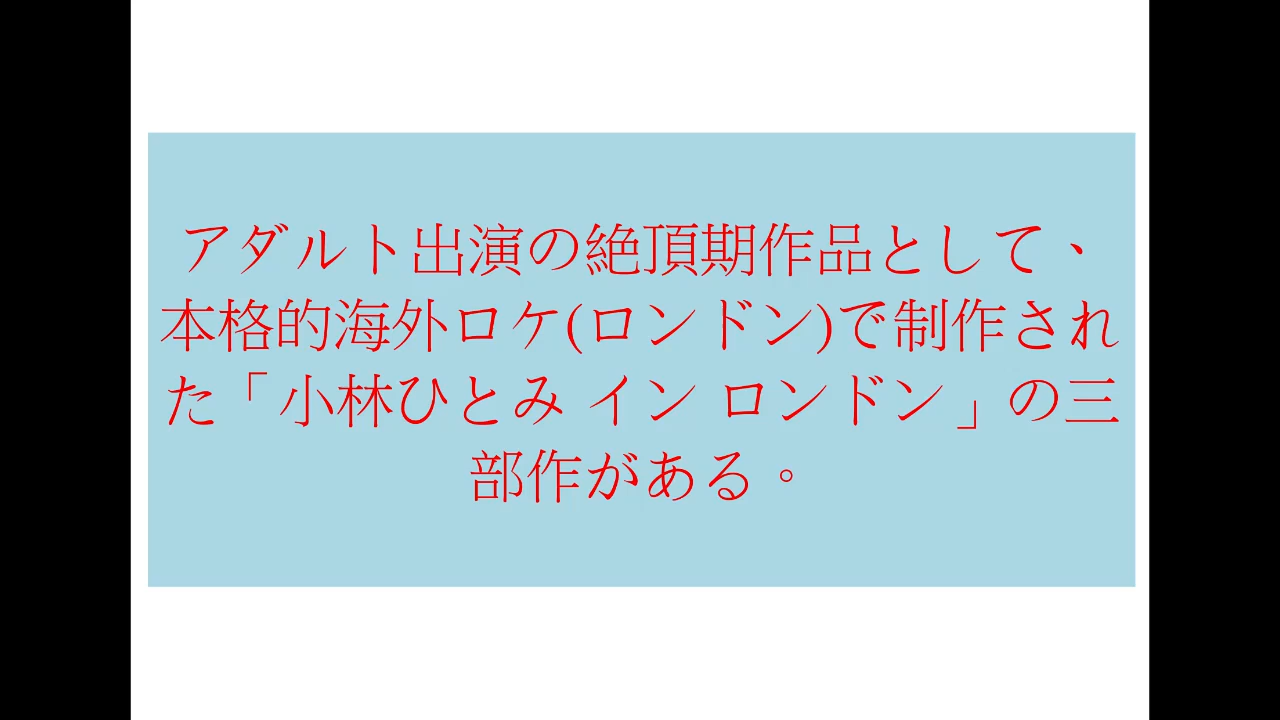 アダルト出演の絶頂期作品として、
本格的海外ロケ(ロンドン)で制作され
た「小林ひとみ イン ロンドン」の三
部作がある。